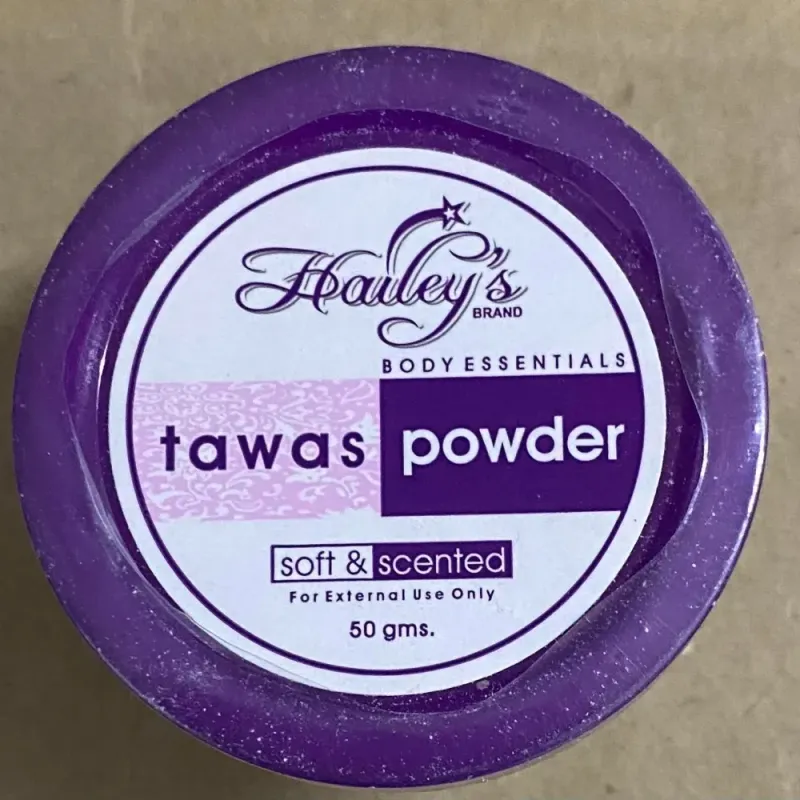 Hailey's
BRAND
BODY ESSENTIALS
tawas powder
soft & scented
For External Use Only
50 gms.